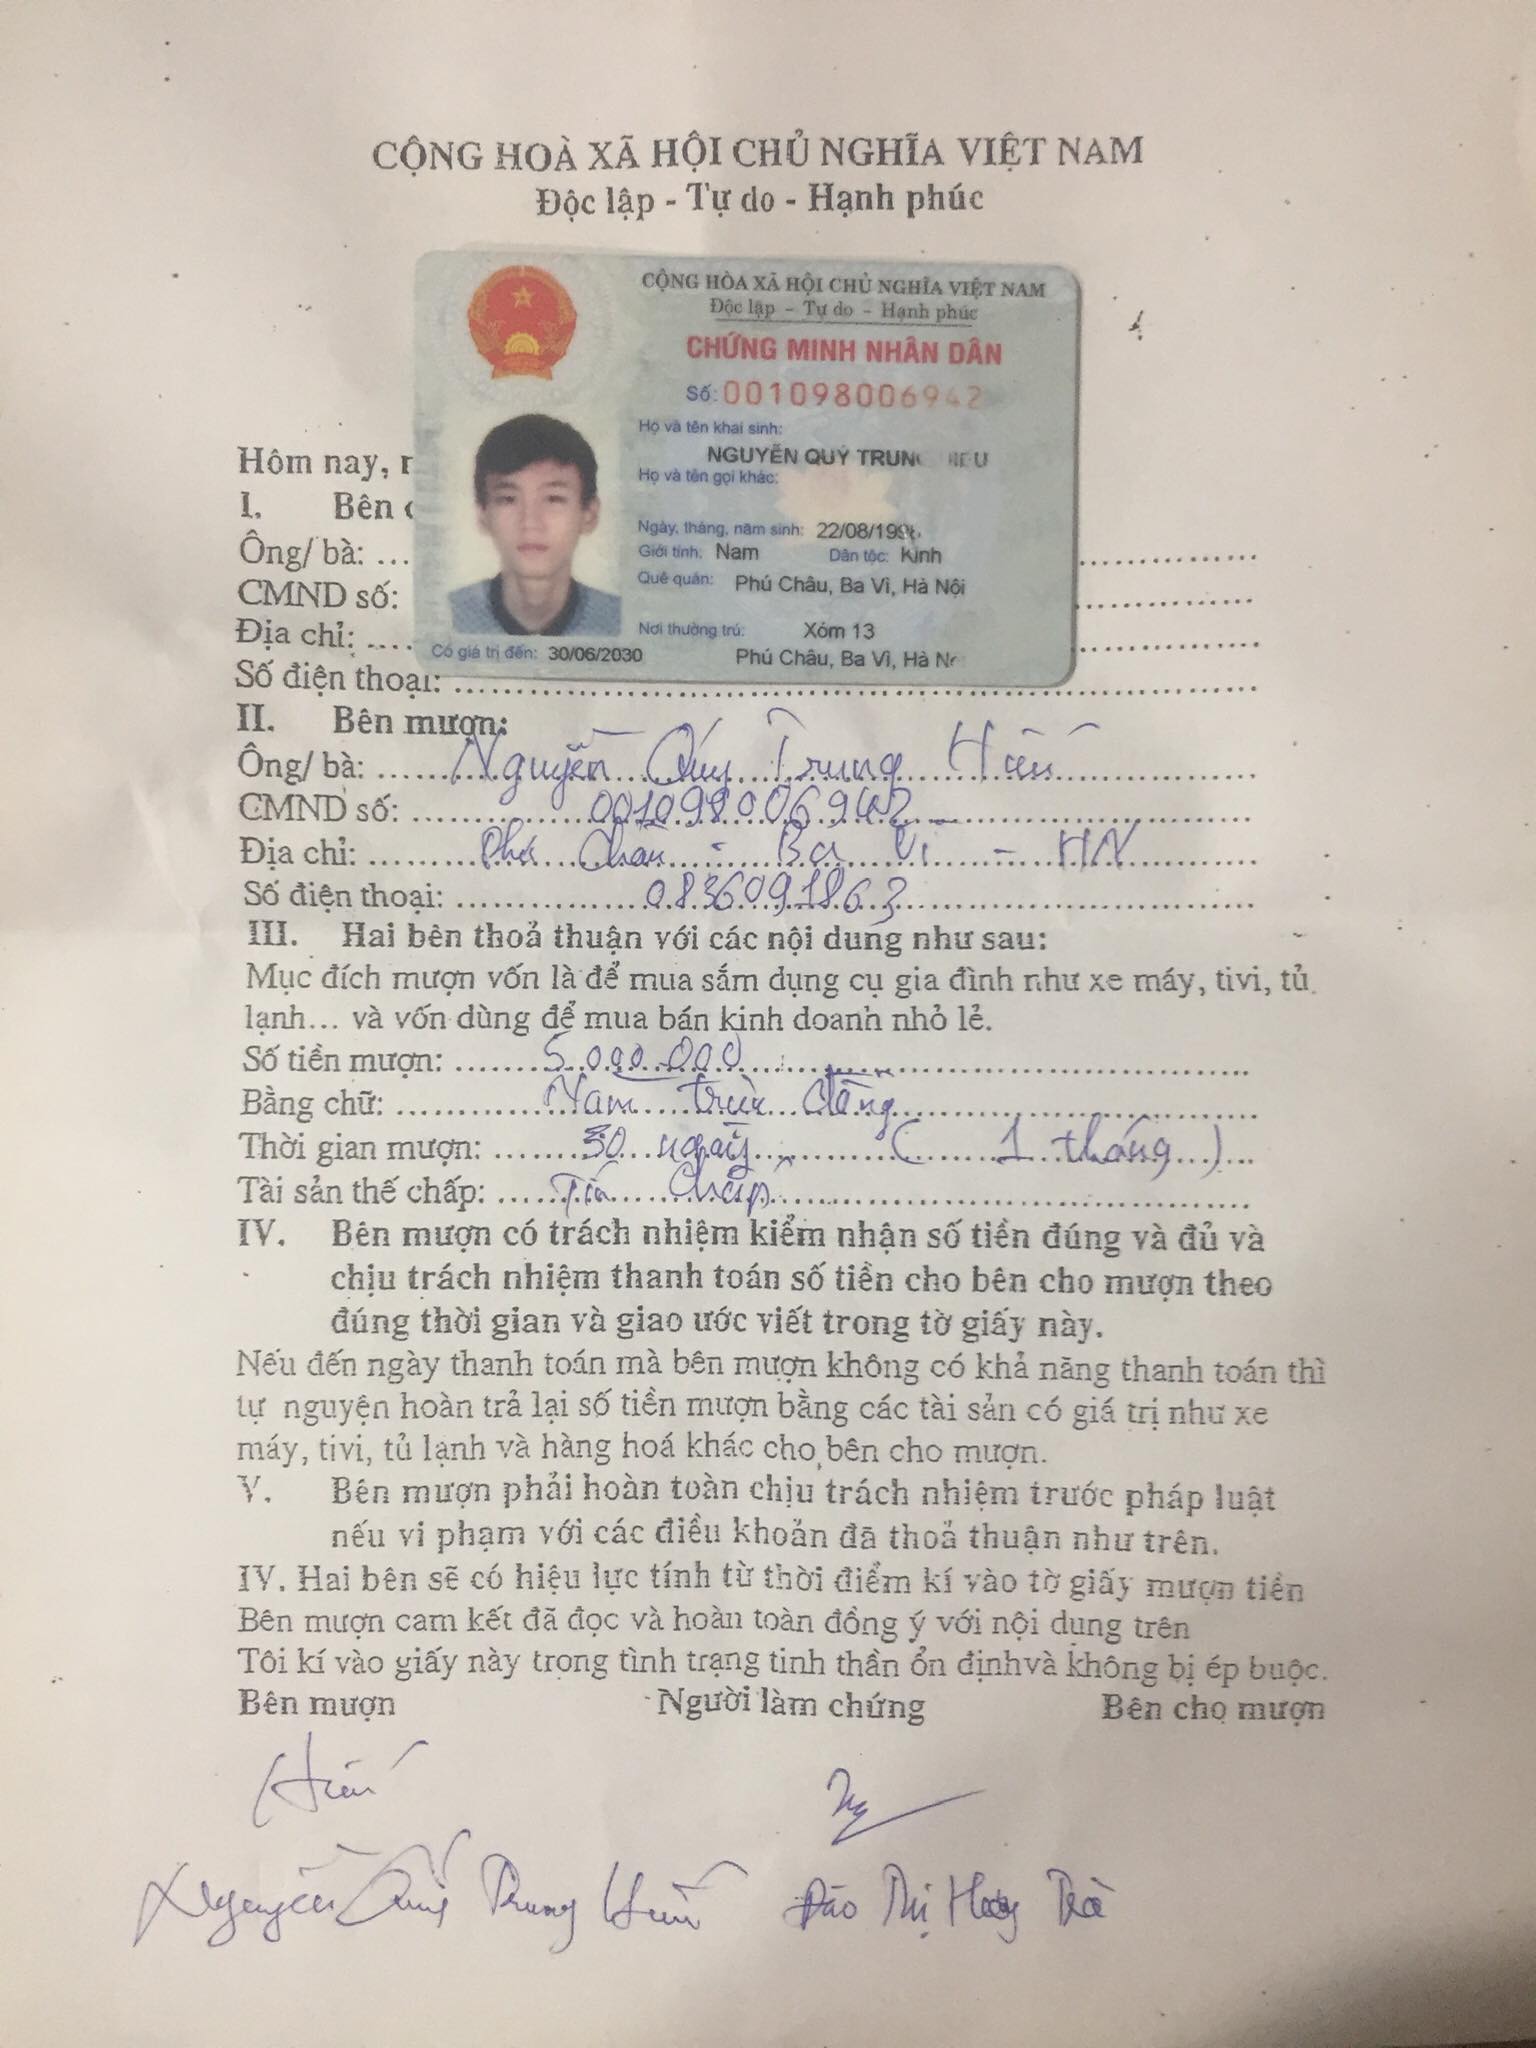 CỘNG HOÀ XÃ HỘI CHỦ NGHĨA VIỆT NAM
Độc lập - Tự do - Hạnh phúc
CỘNG HÒA XÃ HỘI CHỦ NGHĨA VIỆT NAM
Độc lập - Tự do - Hạnh phúc
CHỨNG MINH NHÂN DÂN
Số: 001098006942
Họ và tên khai sinh:
NGUYỄN QUÝ TRUNG HIẾU
Họ và tên gọi khác:
Ngày, tháng, năm sinh: 22/08/1998
Giới tính: Nam Dân tộc: Kinh
Quê quán: Phú Châu, Ba Vì, Hà Nội
Nơi thường trú: Xóm 13
Phú Châu, Ba Vì, Hà Nộ
Có giá trị đến: 30/06/2030
Hôm nay,
I. Bên
Ông/ bà: ...
CMND số:
Địa chỉ: ....
Số điện thoại: ....
II. Bên mượn:
Ông/ bà: Nguyễn Quý Trung Hiếu
CMND số: 001098006942
Địa chỉ: Phú Châu - Ba Vì - HN
Số điện thoại: 0836091863
III. Hai bên thoả thuận với các nội dung như sau:
Mục đích mượn vốn là để mua sắm dụng cụ gia đình như xe máy, tivi, tủ
lạnh... và vốn dùng để mua bán kinh doanh nhỏ lẻ.
Số tiền mượn: 5.000.000
Bằng chữ: Năm triệu đồng
Thời gian mượn: 30 ngày ( 1 tháng )
Tài sản thế chấp: Tín Chấp
IV. Bên mượn có trách nhiệm kiểm nhận số tiền đúng và đủ và
chịu trách nhiệm thanh toán số tiền cho bên cho mượn theo
đúng thời gian và giao ước viết trong tờ giấy này.
Nếu đến ngày thanh toán mà bên mượn không có khả năng thanh toán thì
tự nguyện hoàn trả lại số tiền mượn bằng các tài sản có giá trị như xe
máy, tivi, tủ lạnh và hàng hoá khác cho bên cho mượn.
V. Bên mượn phải hoàn toàn chịu trách nhiệm trước pháp luật
nếu vi phạm với các điều khoản đã thoả thuận như trên.
IV. Hai bên sẽ có hiệu lực tính từ thời điểm kí vào tờ giấy mượn tiền
Bên mượn cam kết đã đọc và hoàn toàn đồng ý với nội dung trên
Tôi kí vào giấy này trong tình trạng tinh thần ổn địnhvà không bị ép buộc.
Bên mượn Người làm chứng Bên cho mượn
Hiếu
Nguyễn Quý Trung Hiếu Đào Thị Hương Trà